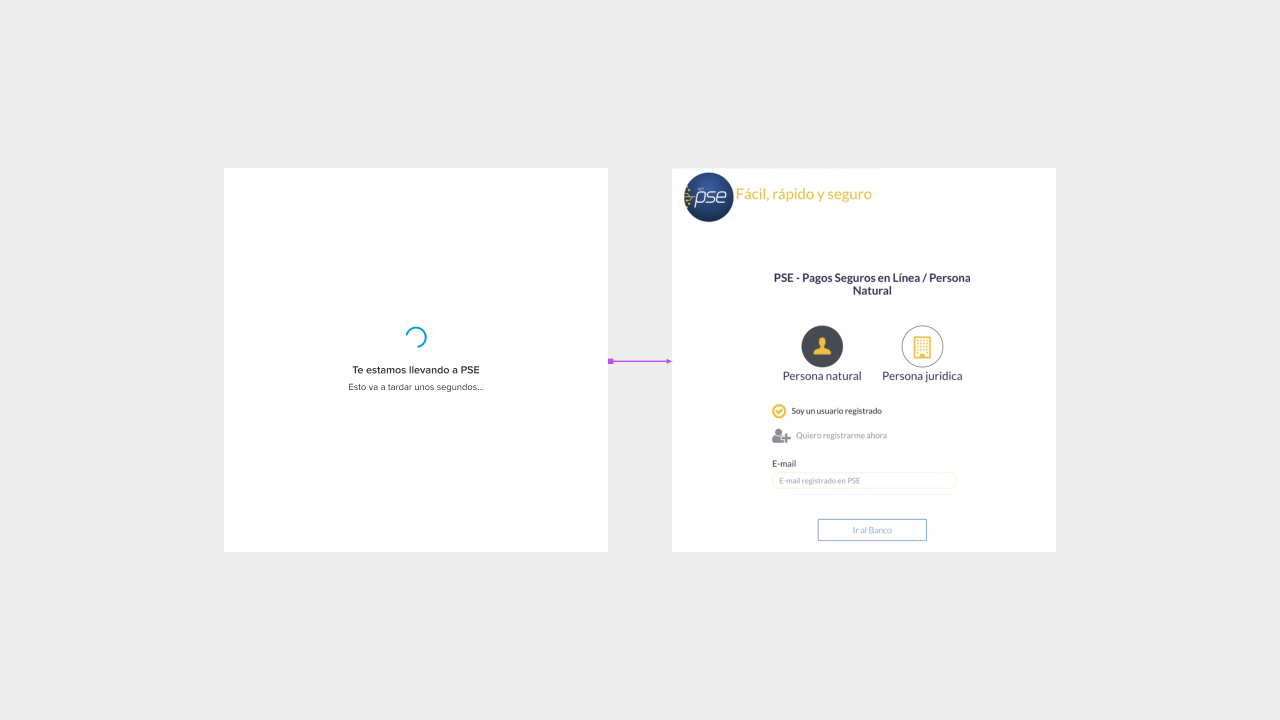 Te estamos llevando a PSE
Esto va a tardar unos segundos...
pse
Fácil, rápido y seguro
PSE - Pagos Seguros en Línea / Persona
Natural
Persona natural
Persona juridica
Soy un usuario registrado
Quiero registrarme ahora
E-mail
E-mail registrado en PSE
Ir al Banco